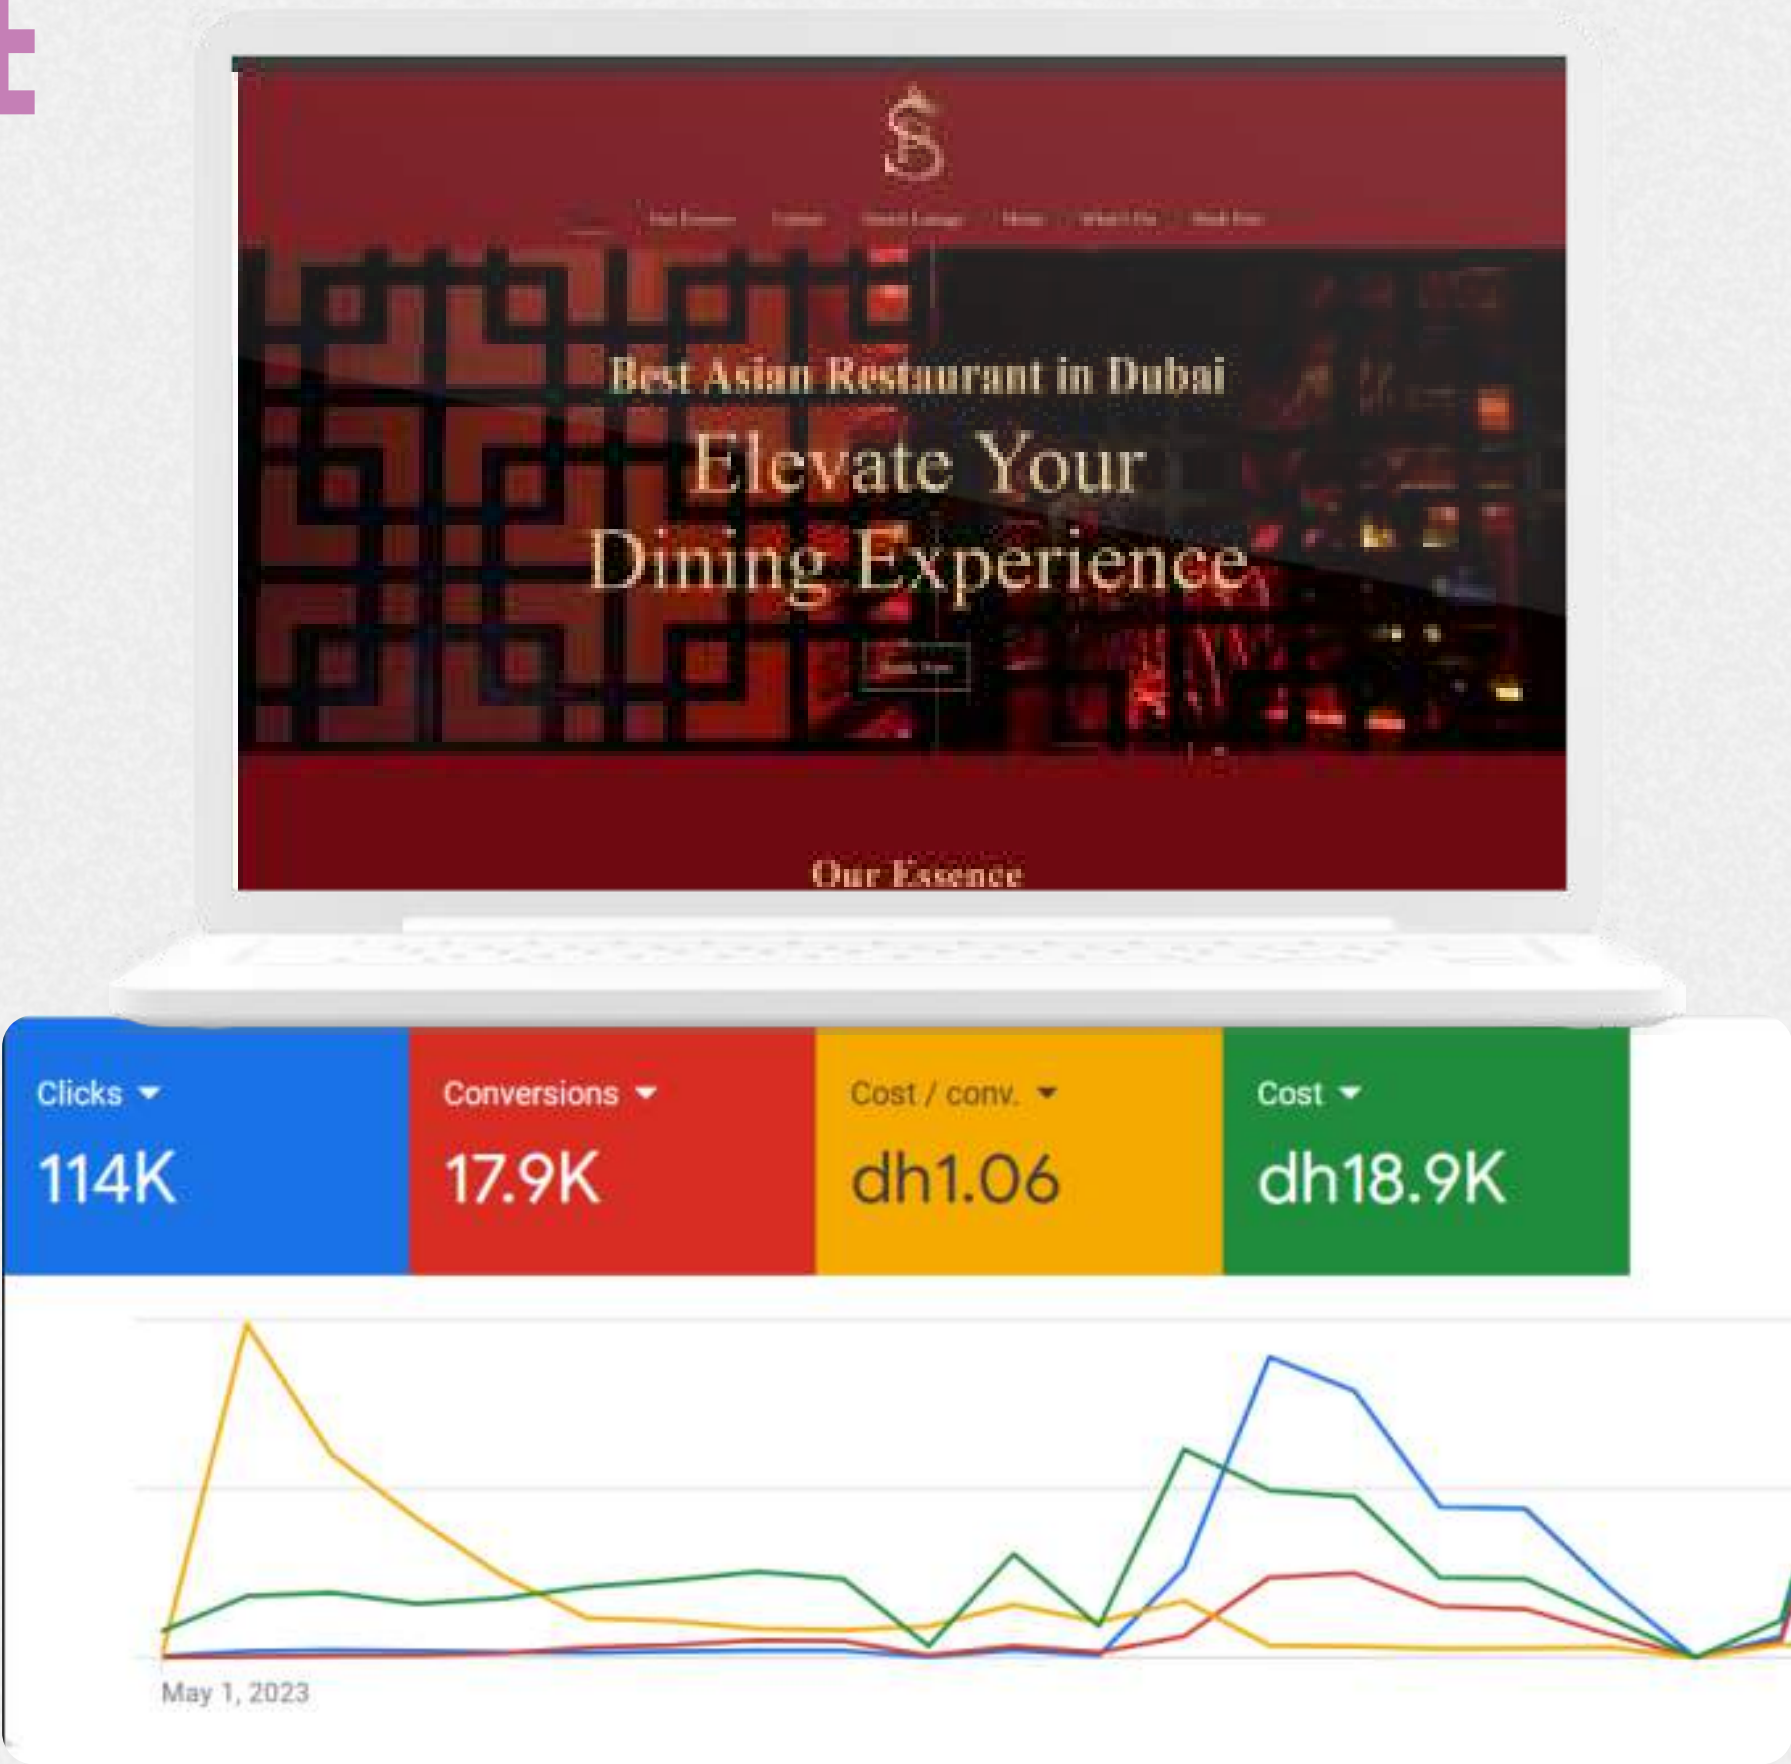 t
Best Asian Restaurant in Dubai
Elevate Your
Dining Experience
Our Essence
Clicks
Conversions
Cost / conv.
Cost
114K
17.9K
dh1.06
dh18.9K
May 1, 2023